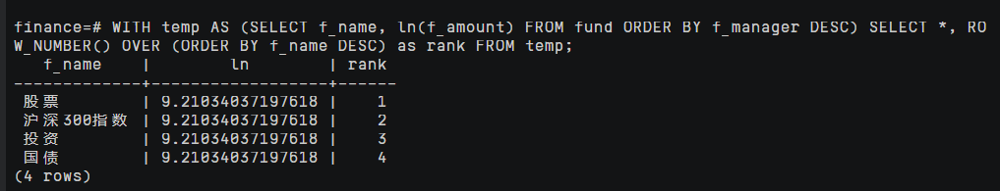 finance=# WITH temp AS (SELECT f_name, ln(f_amount) FROM fund ORDER BY f_manager DESC) SELECT *, RO
W_NUMBER() OVER (ORDER BY f_name DESC) as rank FROM temp;
   f_name    |        ln        | rank
-------------+------------------+------
 股票        | 9.21034037197618 |    1
 沪深300指数 | 9.21034037197618 |    2
 投资        | 9.21034037197618 |    3
 国债        | 9.21034037197618 |    4
(4 rows)